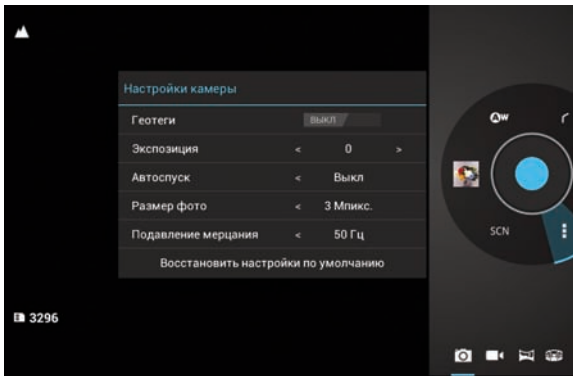 Настройки камеры
Геотеги ВЫКЛ
Экспозиция < 0 >
Автоспуск < Выкл
Размер фото < 3 Мпикс.
Подавление мерцания < 50 Гц
Восстановить настройки по умолчанию
AW
SCN
3296